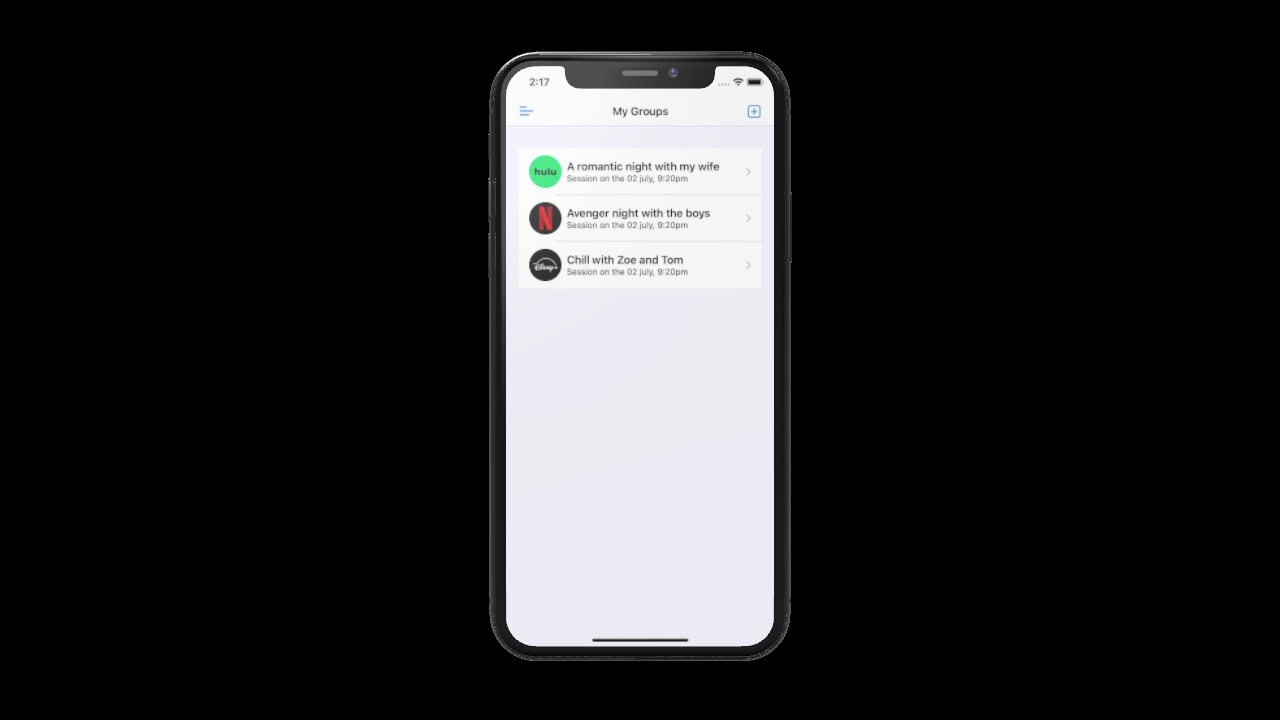 2:17
My Groups
hulu
A romantic night with my wife
Session on the 02 july, 9:20pm
N
Avenger night with the boys
Session on the 02 july, 9:20pm
Disney+
Chill with Zoe and Tom
Session on the 02 july, 9:20pm